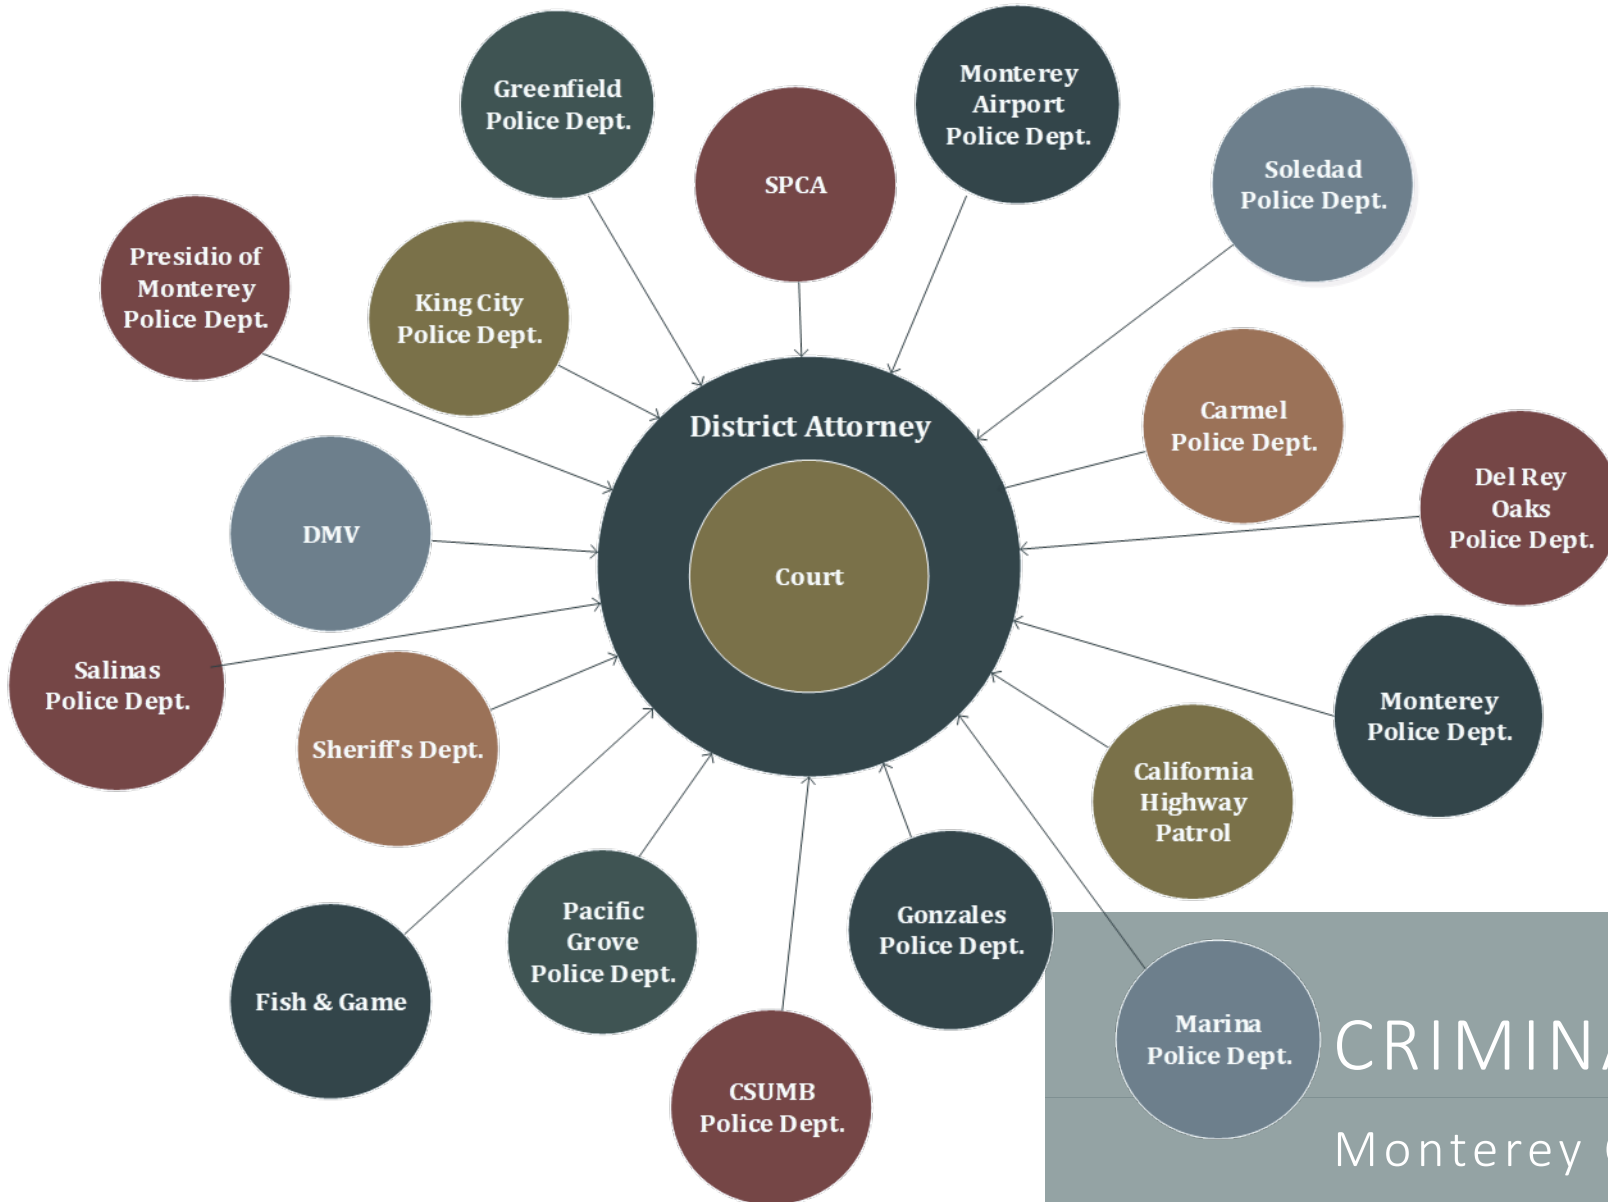 Greenfield
Police Dept.
SPCA
Monterey
Airport
Police Dept.
Soledad
Police Dept.
Presidio of
Monterey
Police Dept.
King City
Police Dept.
Carmel
Police Dept.
District Attorney
Del Rey
Oaks
Police Dept.
DMV
Court
Salinas
Police Dept.
Sheriff's Dept.
Monterey
Police Dept.
California
Highway
Patrol
Pacific
Grove
Police Dept.
Gonzales
Police Dept.
Fish & Game
Marina
Police Dept.
CSUMB
Police Dept.
CRIMINA
Monterey